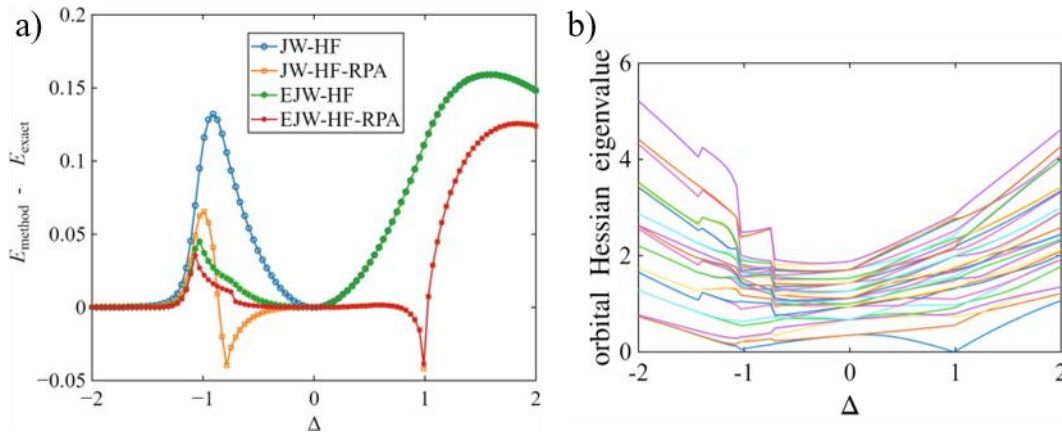 a)
0.2
0.15
0.1
0.05
0
−0.05
E_method - E_exact
JW-HF
JW-HF-RPA
EJW-HF
EJW-HF-RPA
−2
−1
0
1
2
Δ
b)
6
4
2
0
orbital Hessian eigenvalue
-2
-1
0
1
2
Δ